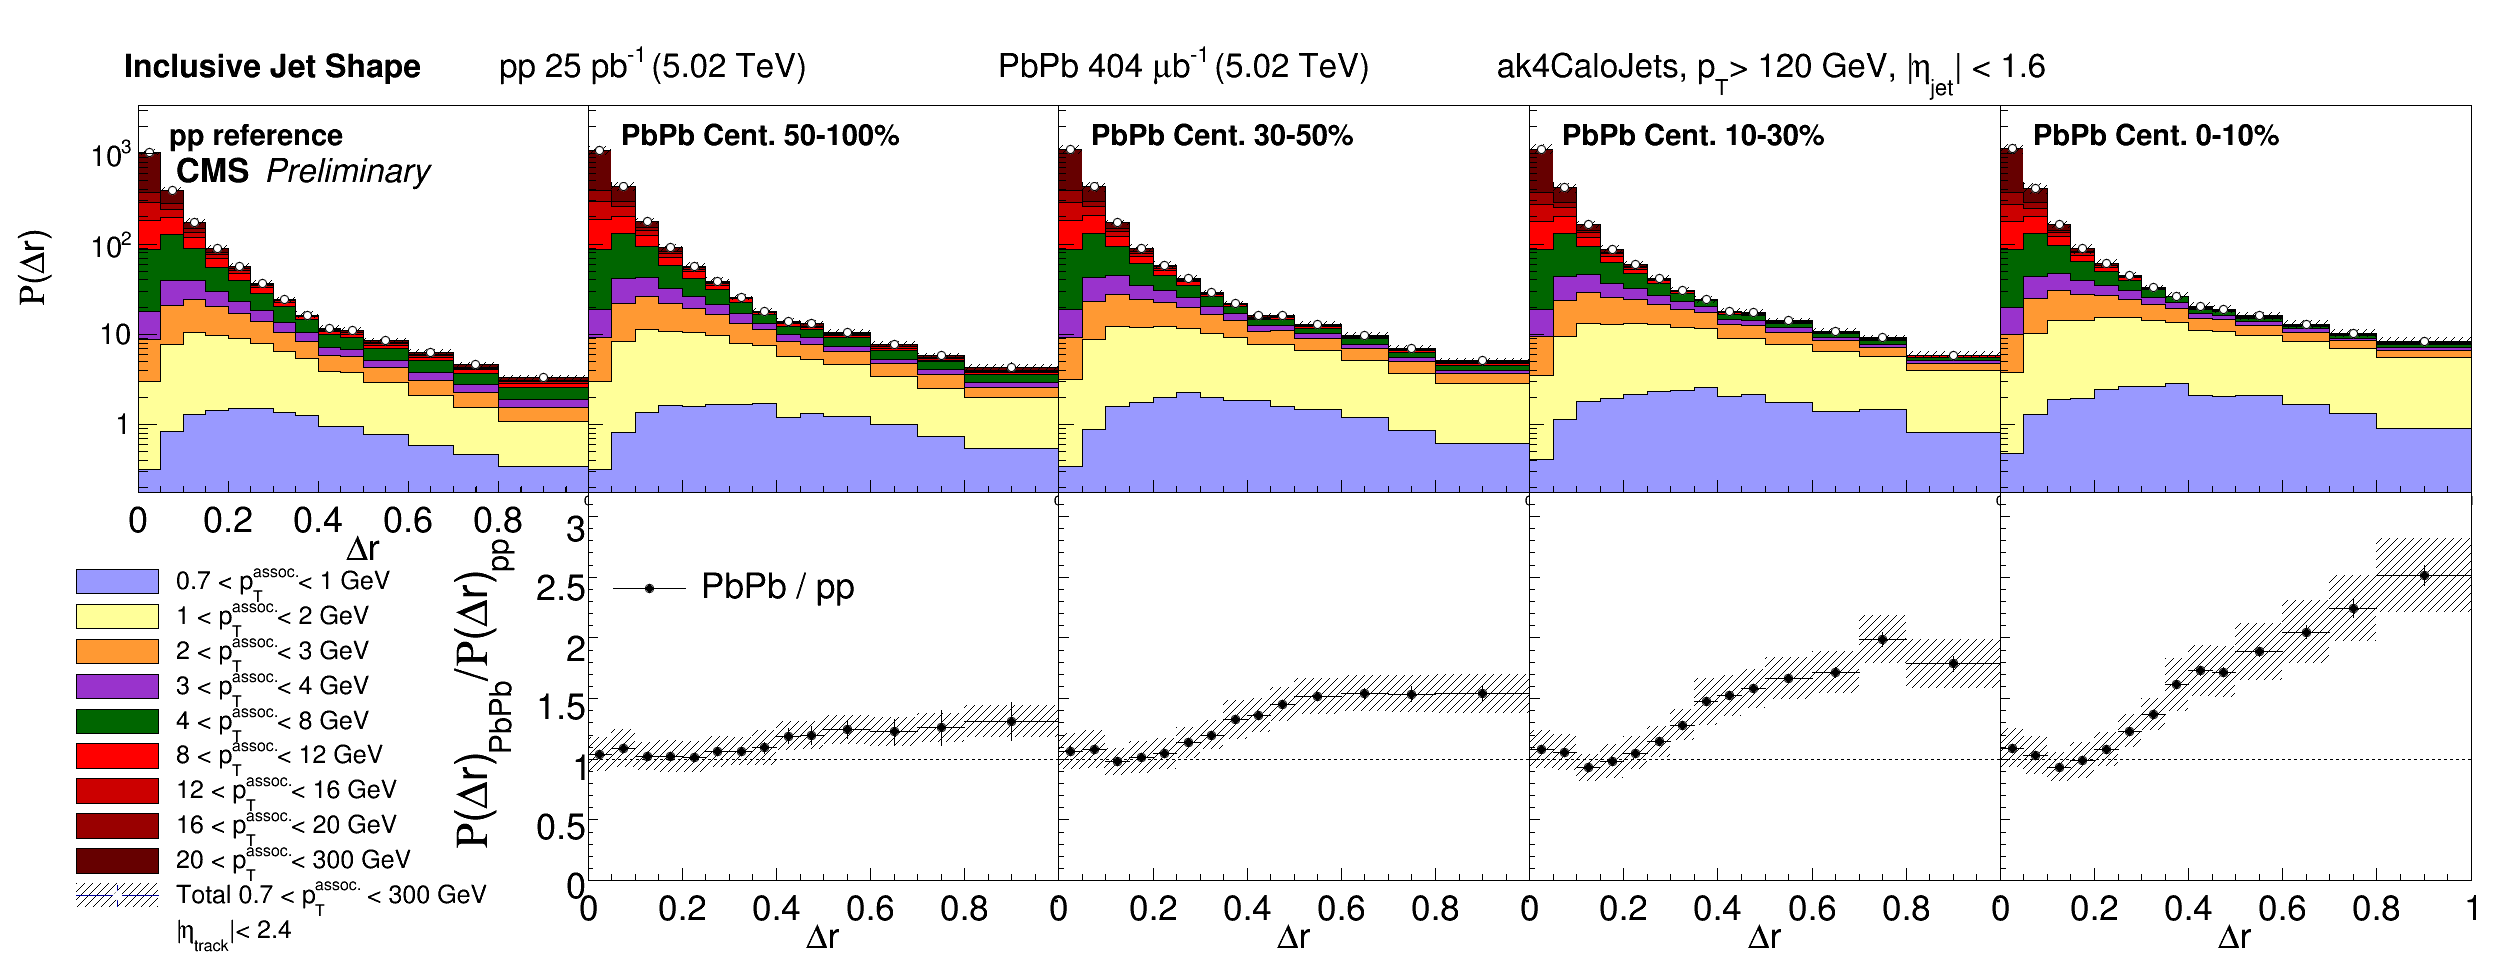 Inclusive Jet Shape pp 25 pb-1 (5.02 TeV) PbPb 404 μb-1 (5.02 TeV) ak4CaloJets, pT > 120 GeV, |ηjet| < 1.6
pp reference PbPb Cent. 50-100% PbPb Cent. 30-50% PbPb Cent. 10-30% PbPb Cent. 0-10%
CMS Preliminary
P(Δr)
10^3
10^2
10
1
0 0.2 0.4 0.6 0.8
Δr
0.7 < pT assoc. < 1 GeV
1 < pT assoc. < 2 GeV
2 < pT assoc. < 3 GeV
3 < pT assoc. < 4 GeV
4 < pT assoc. < 8 GeV
8 < pT assoc. < 12 GeV
12 < pT assoc. < 16 GeV
16 < pT assoc. < 20 GeV
20 < pT assoc. < 300 GeV
Total 0.7 < pT assoc. < 300 GeV
|ηtrack| < 2.4
P(Δr)PbPb/P(Δr)pp
3
2.5
2
1.5
1
0.5
0
PbPb / pp
0 0.2 0.4 0.6 0.8 0 0.2 0.4 0.6 0.8 0 0.2 0.4 0.6 0.8 0 0.2 0.4 0.6 0.8 1
Δr Δr Δr Δr